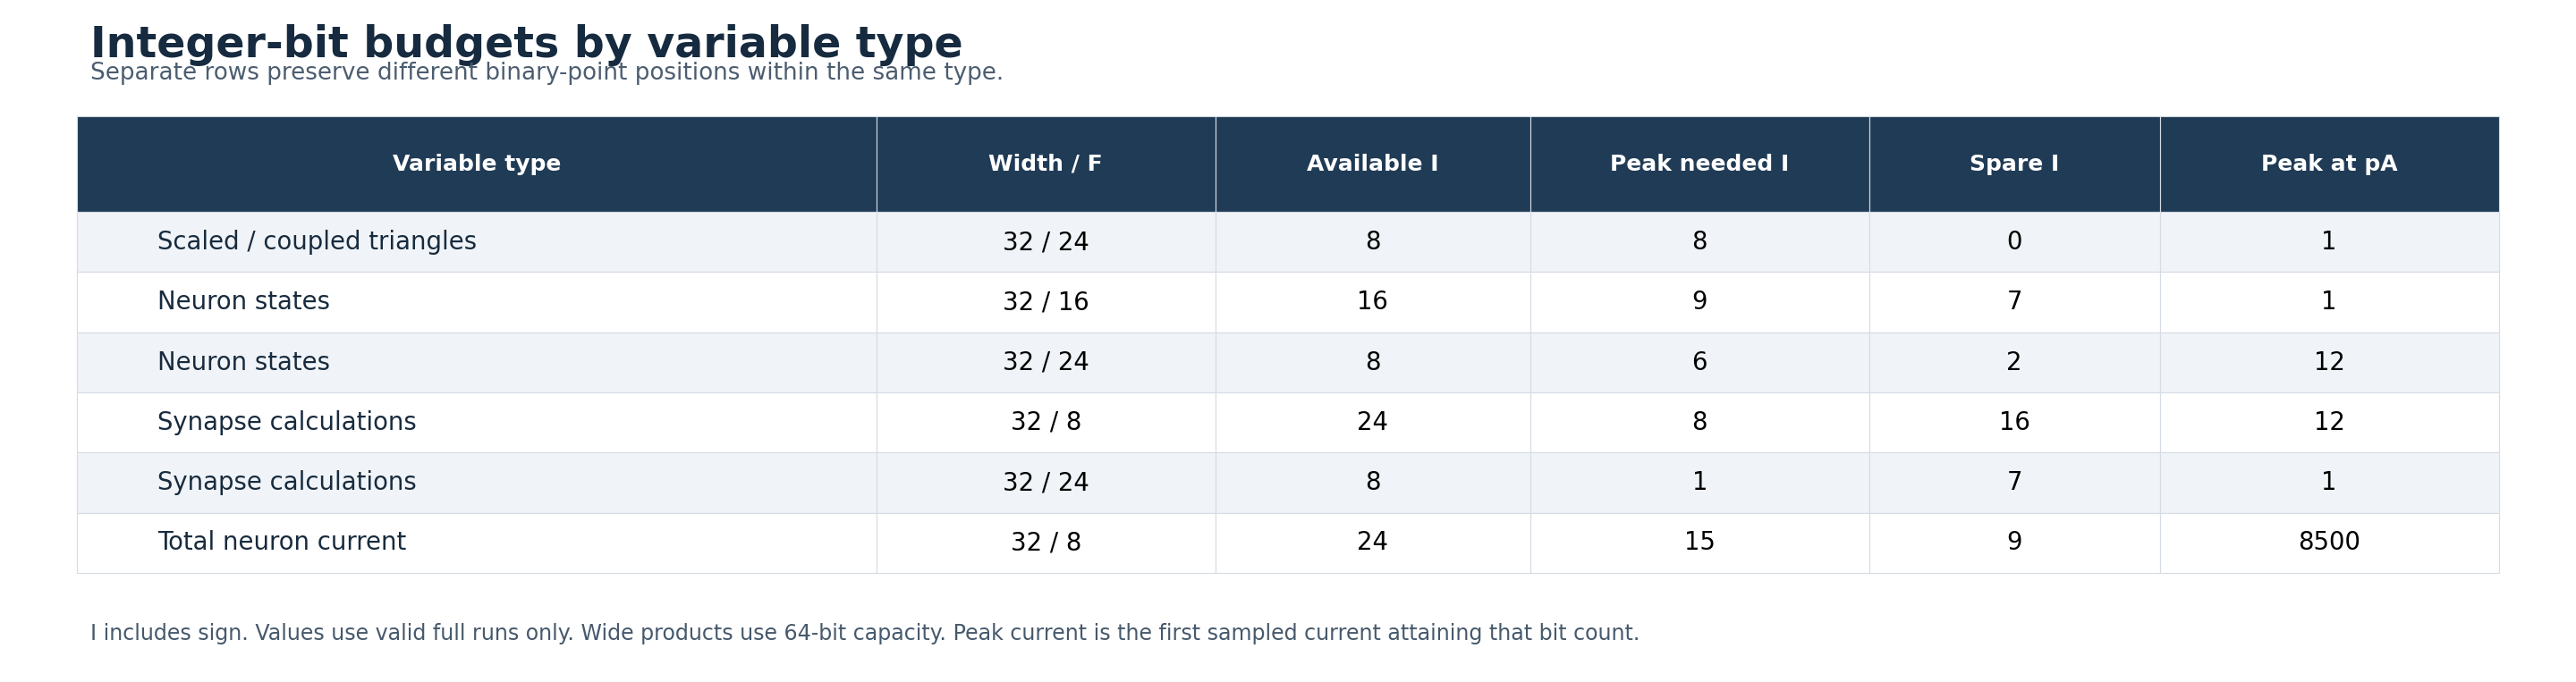 Integer-bit budgets by variable type
Separate rows preserve different binary-point positions within the same type.
Variable type Width / F Available I Peak needed I Spare I Peak at pA
Scaled / coupled triangles 32 / 24 8 8 0 1
Neuron states 32 / 16 16 9 7 1
Neuron states 32 / 24 8 6 2 12
Synapse calculations 32 / 8 24 8 16 12
Synapse calculations 32 / 24 8 1 7 1
Total neuron current 32 / 8 24 15 9 8500
I includes sign. Values use valid full runs only. Wide products use 64-bit capacity. Peak current is the first sampled current attaining that bit count.